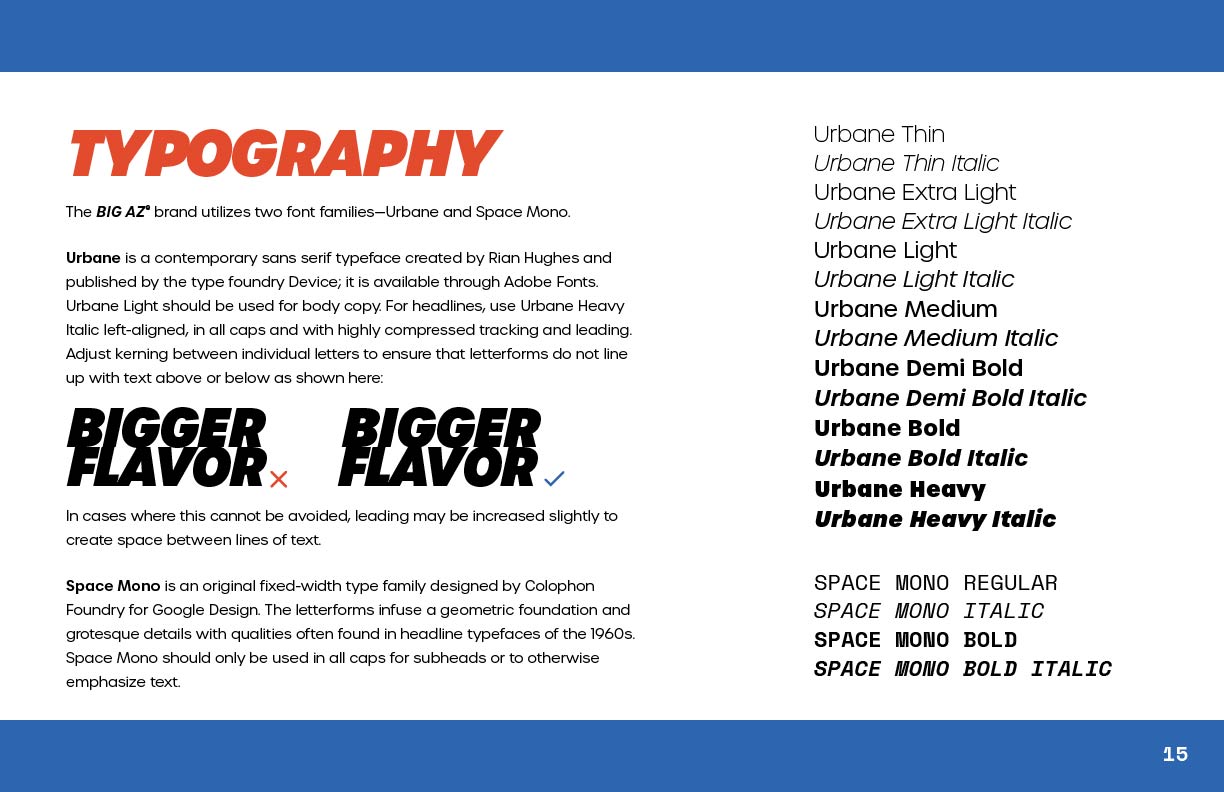 TYPOGRAPHY
The BIG AZ® brand utilizes two font families—Urbane and Space Mono.
Urbane is a contemporary sans serif typeface created by Rian Hughes and
published by the type foundry Device; it is available through Adobe Fonts.
Urbane Light should be used for body copy. For headlines, use Urbane Heavy
Italic left-aligned, in all caps and with highly compressed tracking and leading.
Adjust kerning between individual letters to ensure that letterforms do not line
up with text above or below as shown here:
BIGGER
FLAVOR
BIGGER
FLAVOR
In cases where this cannot be avoided, leading may be increased slightly to
create space between lines of text.
Space Mono is an original fixed-width type family designed by Colophon
Foundry for Google Design. The letterforms infuse a geometric foundation and
grotesque details with qualities often found in headline typefaces of the 1960s.
Space Mono should only be used in all caps for subheads or to otherwise
emphasize text.
Urbane Thin
Urbane Thin Italic
Urbane Extra Light
Urbane Extra Light Italic
Urbane Light
Urbane Light Italic
Urbane Medium
Urbane Medium Italic
Urbane Demi Bold
Urbane Demi Bold Italic
Urbane Bold
Urbane Bold Italic
Urbane Heavy
Urbane Heavy Italic
SPACE MONO REGULAR
SPACE MONO ITALIC
SPACE MONO BOLD
SPACE MONO BOLD ITALIC
15